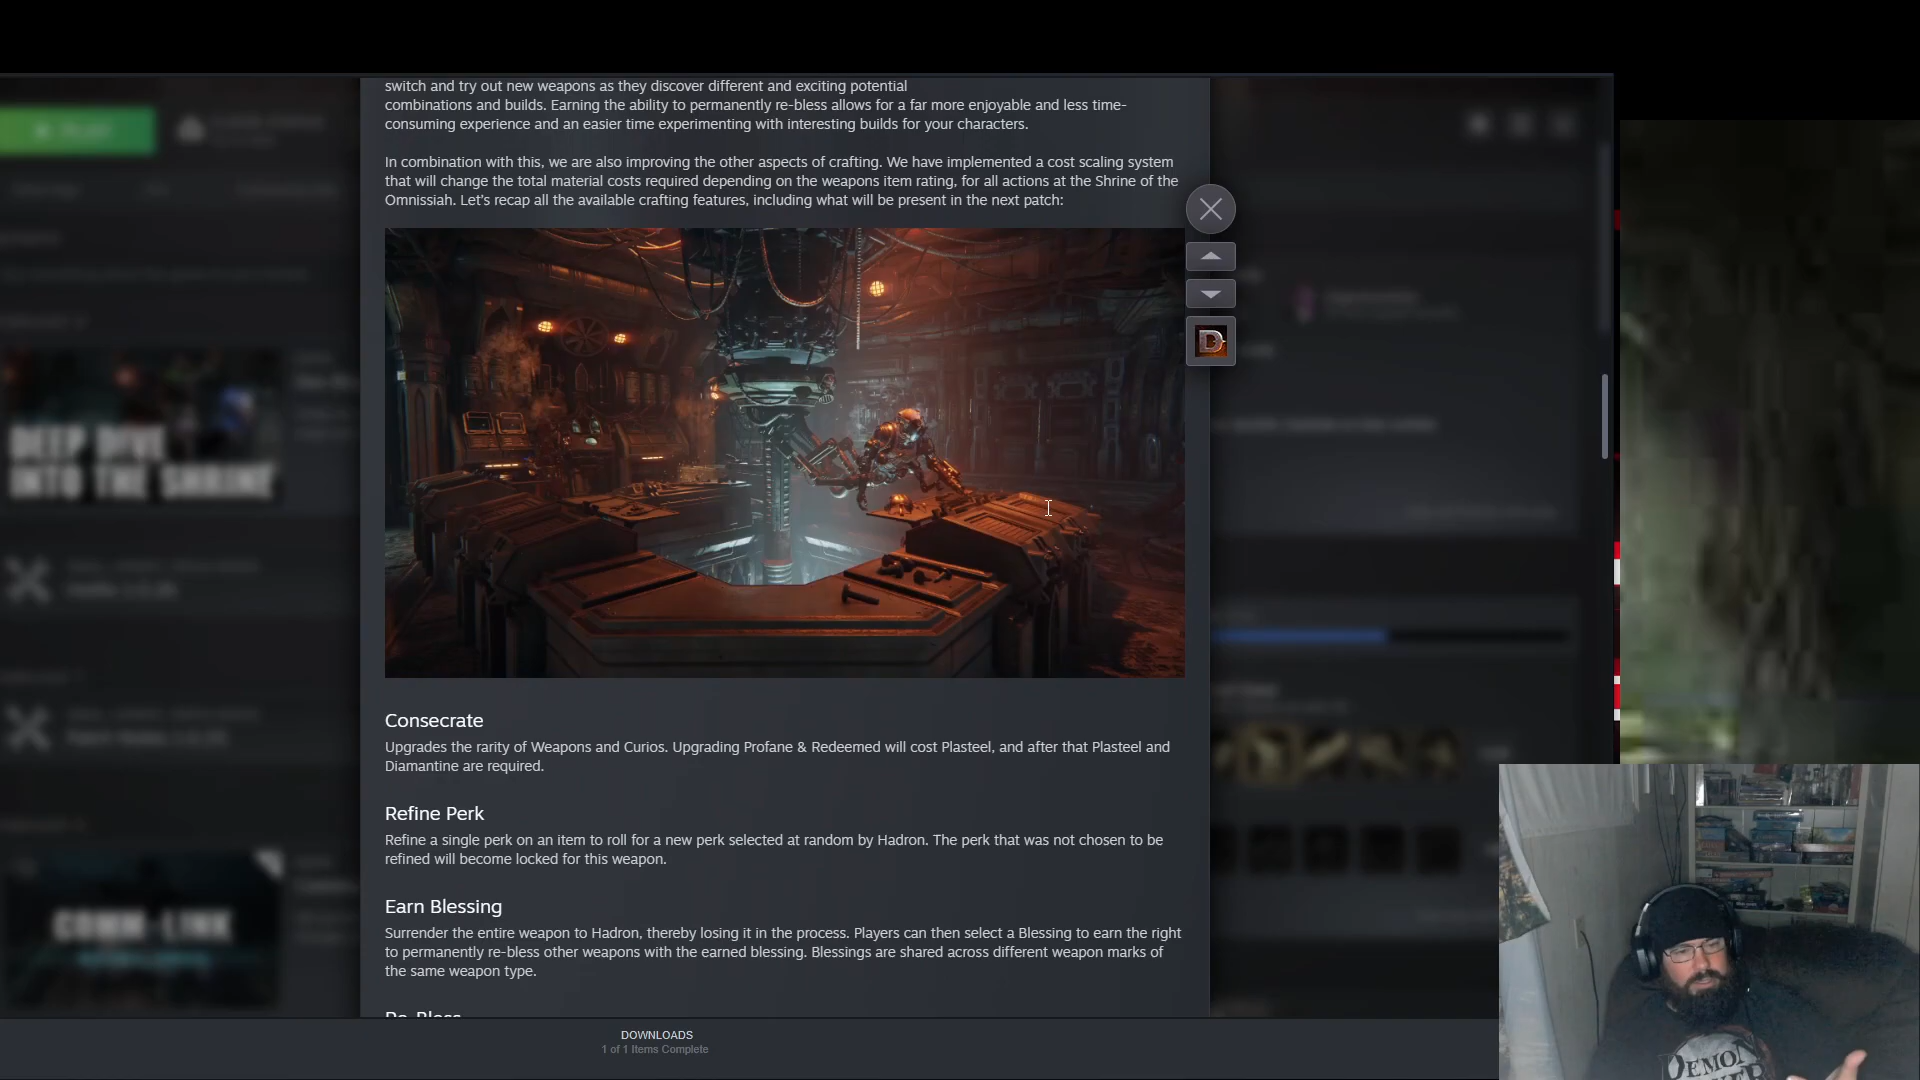 switch and try out new weapons as they discover different and exciting potential
combinations and builds. Earning the ability to permanently re-bless allows for a far more enjoyable and less time-
consuming experience and an easier time experimenting with interesting builds for your characters.
In combination with this, we are also improving the other aspects of crafting. We have implemented a cost scaling system
that will change the total material costs required depending on the weapons item rating, for all actions at the Shrine of the
Omnissiah. Let's recap all the available crafting features, including what will be present in the next patch:
D
DEEP DIVE
INTO THE SHRINE
Consecrate
Upgrades the rarity of Weapons and Curios. Upgrading Profane & Redeemed will cost Plasteel, and after that Plasteel and
Diamantine are required.
Refine Perk
Refine a single perk on an item to roll for a new perk selected at random by Hadron. The perk that was not chosen to be
refined will become locked for this weapon.
Earn Blessing
Surrender the entire weapon to Hadron, thereby losing it in the process. Players can then select a Blessing to earn the right
to permanently re-bless other weapons with the earned blessing. Blessings are shared across different weapon marks of
the same weapon type.
Re-Bless
COMM-LINK
DOWNLOADS
1 of 1 Items Complete
DEMON